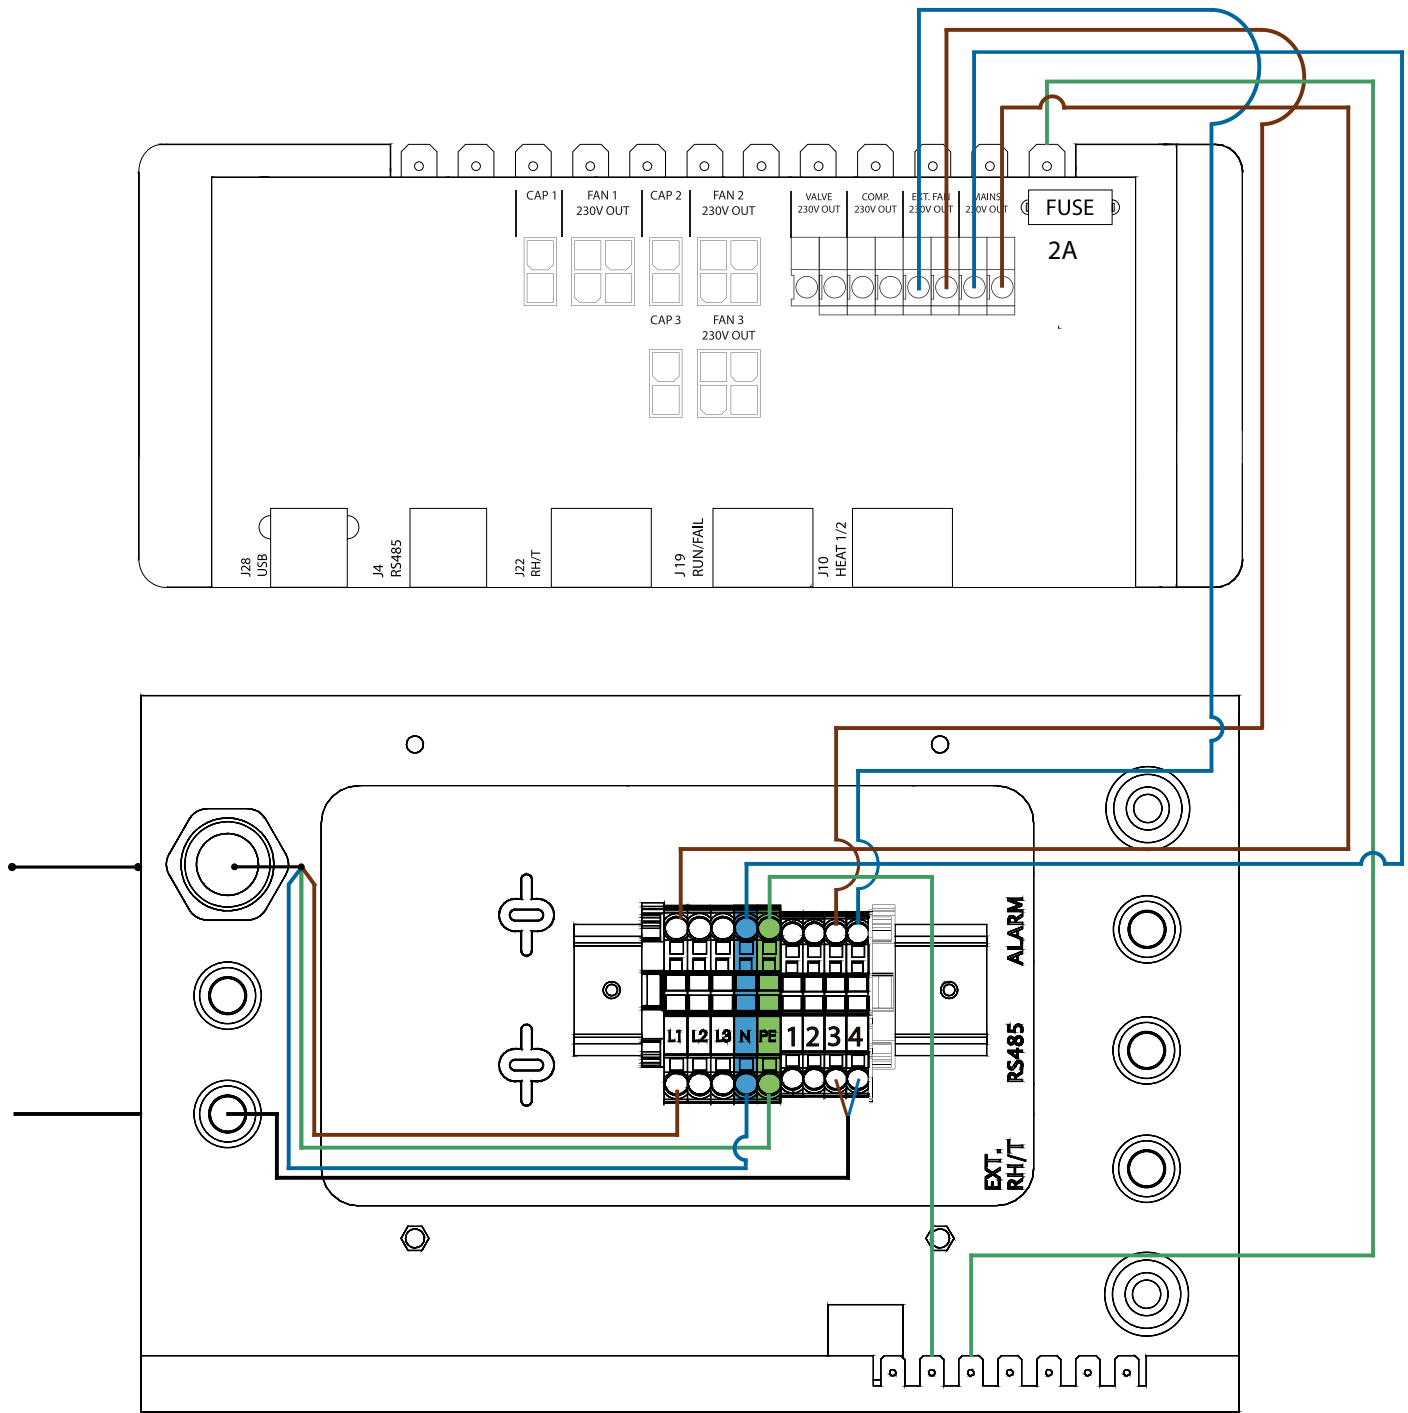 CAP 1
FAN 1
230V OUT
CAP 2
FAN 2
230V OUT
VALVE
230V OUT
COMP.
230V OUT
EXT. FAN
230V OUT
MAINS
230V OUT
FUSE
2A
CAP 3
FAN 3
230V OUT
J28
USB
J4
RS485
J22
RH/T
J 19
RUN/FAIL
J10
HEAT 1/2
ALARM
RS485
EXT.
RH/T
L1 L2 L3 N PE 1 2 3 4